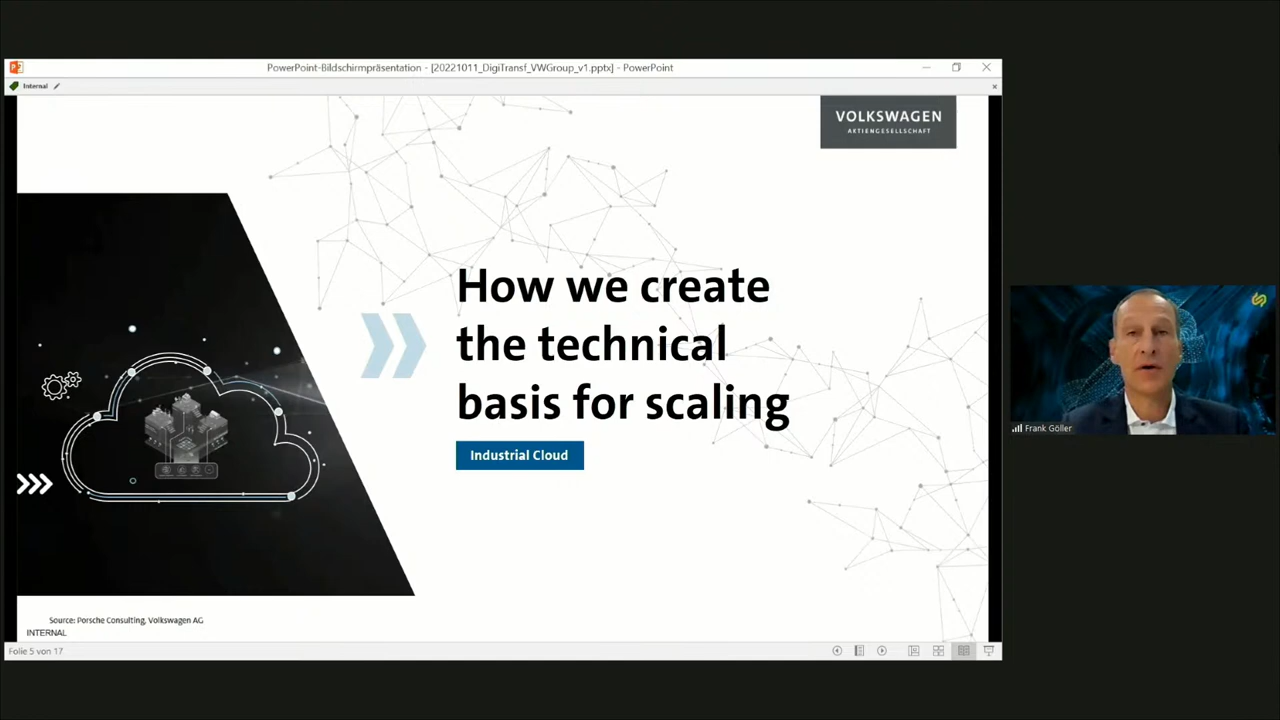 PowerPoint-Bildschirmpräsentation - [20221011_DigiTransf_VWGroup_v1.pptx] - PowerPoint
Internal
VOLKSWAGEN
AKTIENGESELLSCHAFT
How we create
the technical
basis for scaling
Industrial Cloud
Frank Göller
Source: Porsche Consulting, Volkswagen AG
INTERNAL
Folie 5 von 17